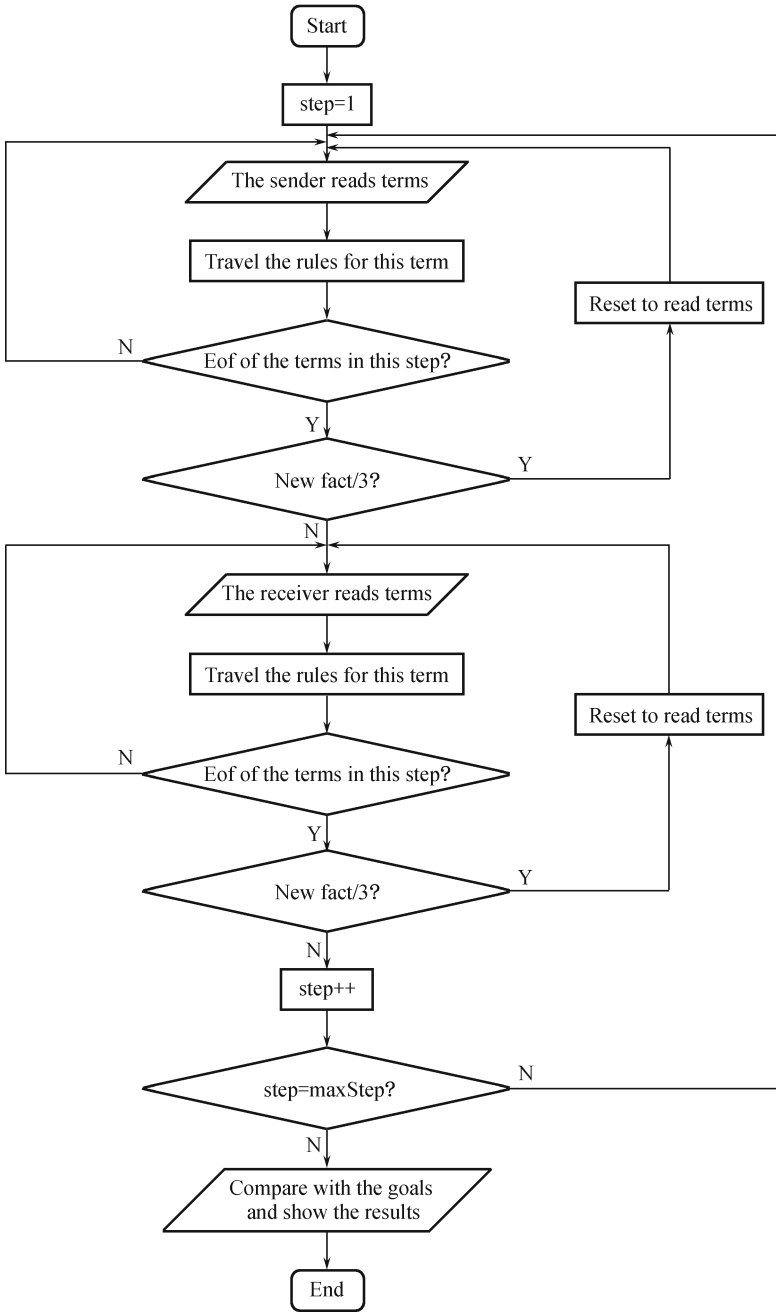 Start
step=1
The sender reads terms
Travel the rules for this term
Reset to read terms
N
Eof of the terms in this step?
Y
New fact/3?
Y
N
The receiver reads terms
Travel the rules for this term
Reset to read terms
N
Eof of the terms in this step?
Y
New fact/3?
Y
N
step++
step=maxStep?
N
N
Compare with the goals
and show the results
End